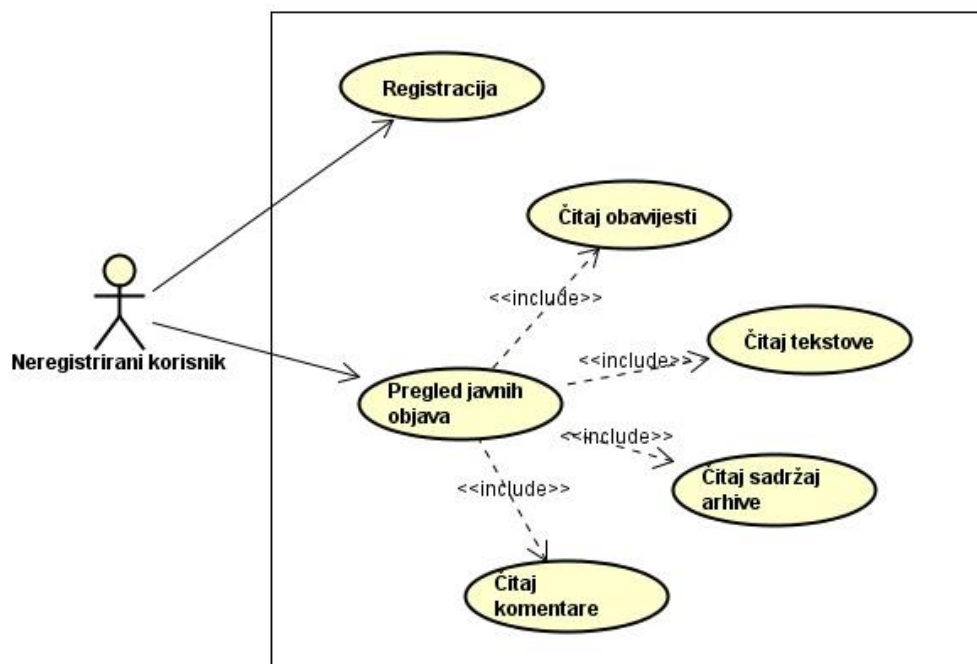 Registracija
Čitaj obavijesti
<<include>>
Čitaj tekstove
<<include>>
Neregistrirani korisnik
Pregled javnih
objava
<<include>>
Čitaj sadržaj
arhive
<<include>>
Čitaj
komentare